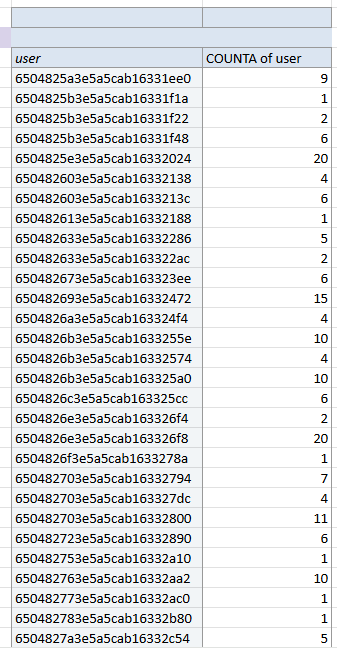 user COUNTA of user
6504825a3e5a5cab16331ee0 9
6504825b3e5a5cab16331f1a 1
6504825b3e5a5cab16331f22 2
6504825b3e5a5cab16331f48 6
6504825e3e5a5cab16332024 20
650482603e5a5cab16332138 4
650482603e5a5cab1633213c 6
650482613e5a5cab16332188 1
650482633e5a5cab16332286 5
650482633e5a5cab163322ac 2
650482673e5a5cab163323ee 6
650482693e5a5cab16332472 15
6504826a3e5a5cab163324f4 4
6504826b3e5a5cab1633255e 10
6504826b3e5a5cab16332574 4
6504826b3e5a5cab163325a0 10
6504826c3e5a5cab163325cc 6
6504826e3e5a5cab163326f4 2
6504826e3e5a5cab163326f8 20
6504826f3e5a5cab1633278a 1
650482703e5a5cab16332794 7
650482703e5a5cab163327dc 4
650482703e5a5cab16332800 11
650482723e5a5cab16332890 6
650482753e5a5cab16332a10 1
650482763e5a5cab16332aa2 10
650482773e5a5cab16332ac0 1
650482783e5a5cab16332b80 1
6504827a3e5a5cab16332c54 5